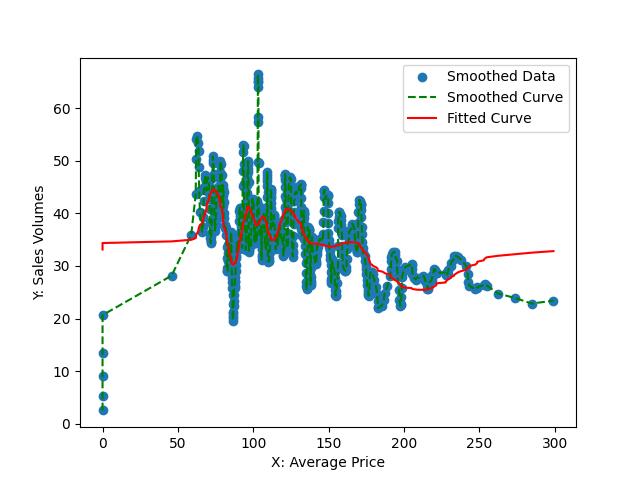 Smoothed Data
Smoothed Curve
Fitted Curve
Y: Sales Volumes
60
50
40
30
20
10
0
0 50 100 150 200 250 300
X: Average Price